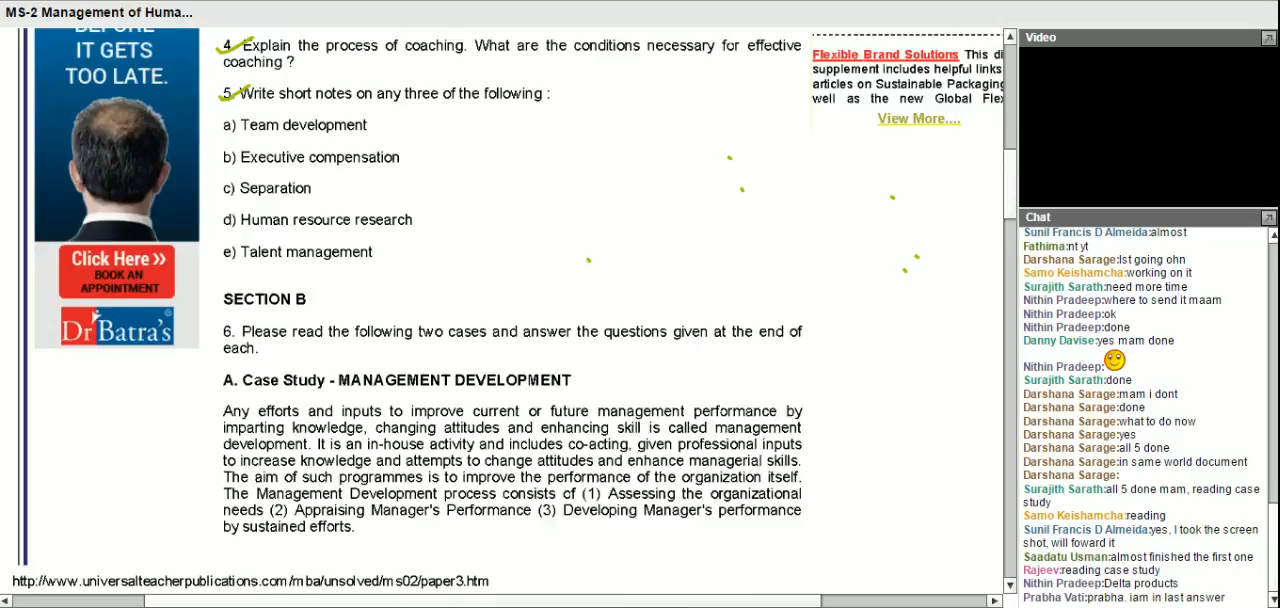 MS-2 Management of Huma...
BEFORE
IT GETS
TOO LATE.
Click Here >>
BOOK AN
APPOINTMENT
Dr Batra's®
4. Explain the process of coaching. What are the conditions necessary for effective
coaching ?
5. Write short notes on any three of the following :
a) Team development
b) Executive compensation
c) Separation
d) Human resource research
e) Talent management
SECTION B
6. Please read the following two cases and answer the questions given at the end of
each.
A. Case Study - MANAGEMENT DEVELOPMENT
Any efforts and inputs to improve current or future management performance by
imparting knowledge, changing attitudes and enhancing skill is called management
development. It is an in-house activity and includes co-acting, given professional inputs
to increase knowledge and attempts to change attitudes and enhance managerial skills.
The aim of such programmes is to improve the performance of the organization itself.
The Management Development process consists of (1) Assessing the organizational
needs (2) Appraising Manager's Performance (3) Developing Manager's performance
by sustained efforts.
http://www.universalteacherpublications.com/mba/unsolved/ms02/paper3.htm
Flexible Brand Solutions This di
supplement includes helpful links
articles on Sustainable Packaging
well as the new Global Flex
View More....
Video
Chat
Sunil Francis D Almeida:almost
Fathima:nt yt
Darshana Sarage:Ist going ohn
Samo Keishamcha:working on it
Surajith Sarath:need more time
Nithin Pradeep:where to send it maam
Nithin Pradeep:ok
Nithin Pradeep:done
Danny Davise:yes mam done
Nithin Pradeep:
Surajith Sarath:done
Darshana Sarage:mam i dont
Darshana Sarage:done
Darshana Sarage:what to do now
Darshana Sarage:yes
Darshana Sarage:all 5 done
Darshana Sarage:in same world document
Darshana Sarage:
Surajith Sarath:all 5 done mam, reading case
study
Samo Keishamcha:reading
Sunil Francis D Almeida:yes, I took the screen
shot, will foward it
Saadatu Usman:almost finished the first one
Rajeev:reading case study
Nithin Pradeep:Delta products
Prabha Vati:prabha. iam in last answer